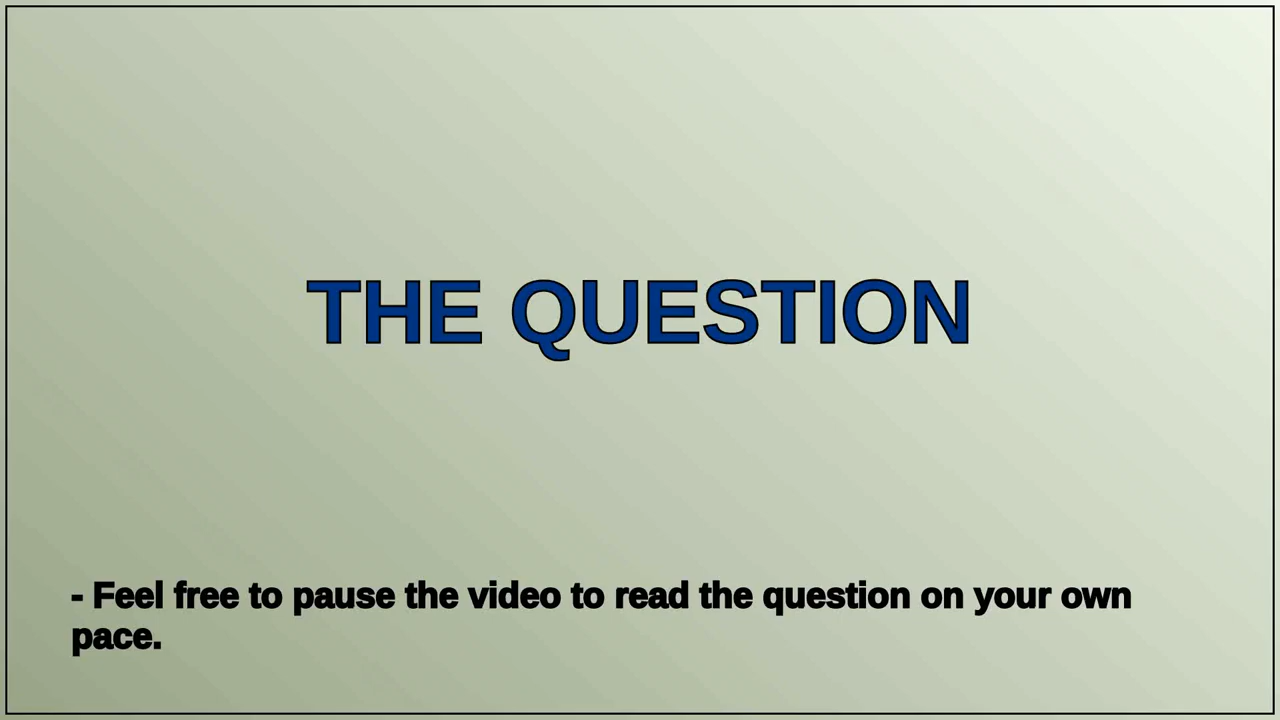 THE QUESTION
- Feel free to pause the video to read the question on your own
pace.